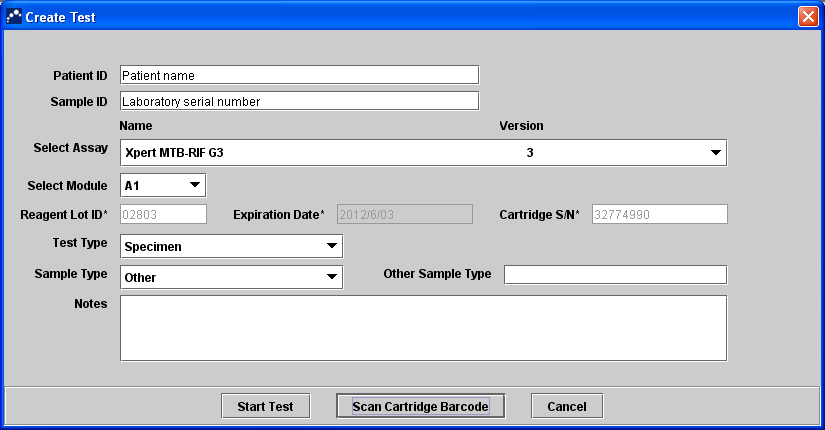 Create Test
Patient ID Patient name
Sample ID Laboratory serial number
Name Version
Select Assay Xpert MTB-RIF G3 3
Select Module A1
Reagent Lot ID* 02803 Expiration Date* 2012/6/03 Cartridge S/N* 32774990
Test Type Specimen
Sample Type Other Other Sample Type
Notes
Start Test Scan Cartridge Barcode Cancel